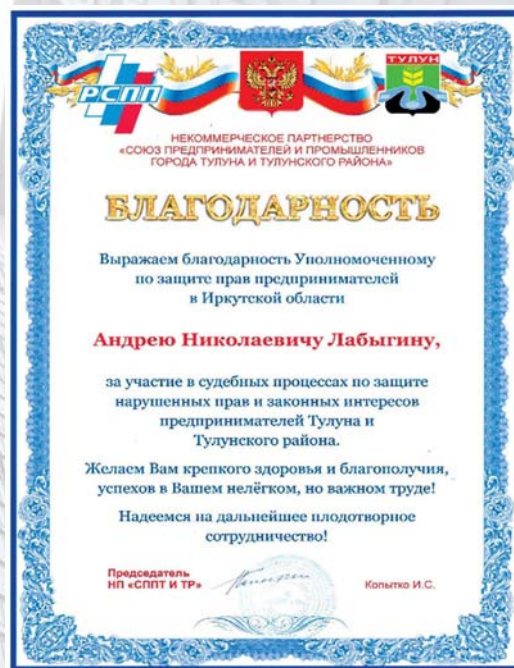 РСПП
ТУЛУН
НЕКОММЕРЧЕСКОЕ ПАРТНЕРСТВО
«СОЮЗ ПРЕДПРИНИМАТЕЛЕЙ И ПРОМЫШЛЕННИКОВ
ГОРОДА ТУЛУНА И ТУЛУНСКОГО РАЙОНА»
БЛАГОДАРНОСТЬ
Выражаем благодарность Уполномоченному
по защите прав предпринимателей
в Иркутской области
Андрею Николаевичу Лабыгину,
за участие в судебных процессах по защите
нарушенных прав и законных интересов
предпринимателей Тулуна и
Тулунского района.
Желаем Вам крепкого здоровья и благополучия,
успехов в Вашем нелёгком, но важном труде!
Надеемся на дальнейшее плодотворное
сотрудничество!
Председатель
НП «СППТ И ТР»
Копытко И.С.